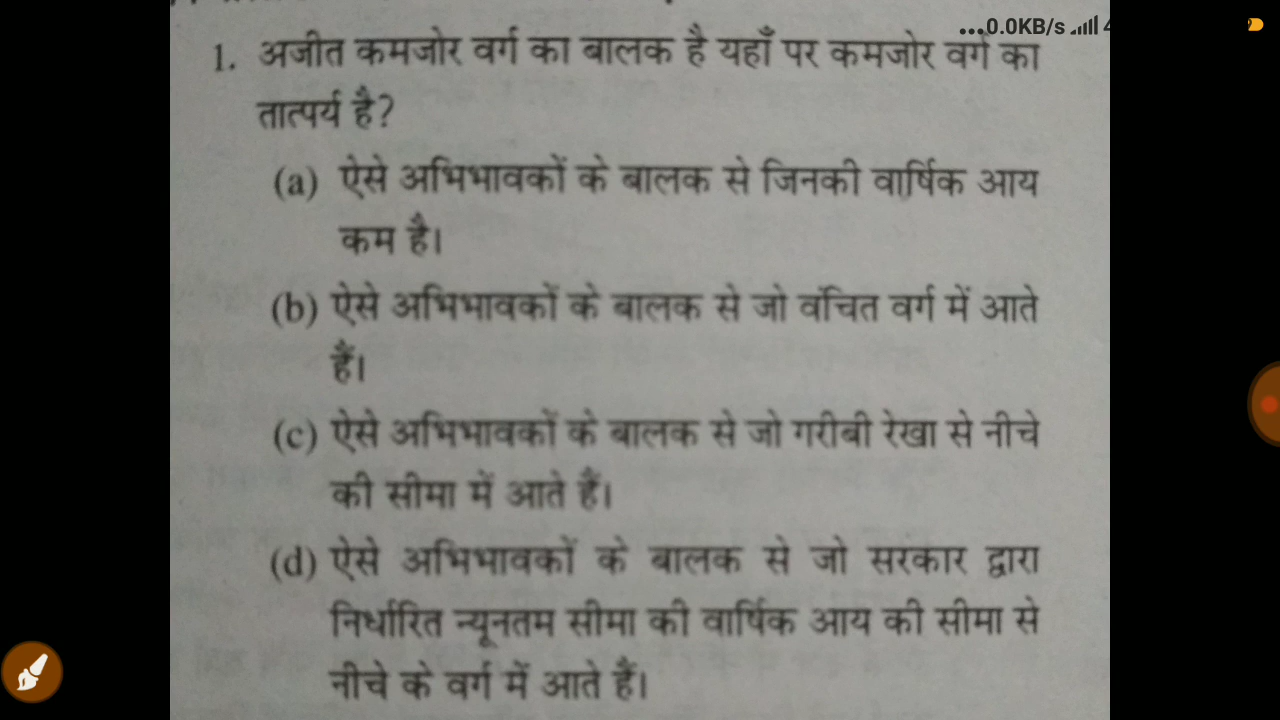 ...0.0KB/s 4
1. अजीत कमजोर वर्ग का बालक है यहाँ पर कमजोर वर्ग का
तात्पर्य है?
(a) ऐसे अभिभावकों के बालक से जिनकी वार्षिक आय
कम है।
(b) ऐसे अभिभावकों के बालक से जो वंचित वर्ग में आते
हैं।
(c) ऐसे अभिभावकों के बालक से जो गरीबी रेखा से नीचे
की सीमा में आते हैं।
(d) ऐसे अभिभावकों के बालक से जो सरकार द्वारा
निर्धारित न्यूनतम सीमा की वार्षिक आय की सीमा से
नीचे के वर्ग में आते हैं।